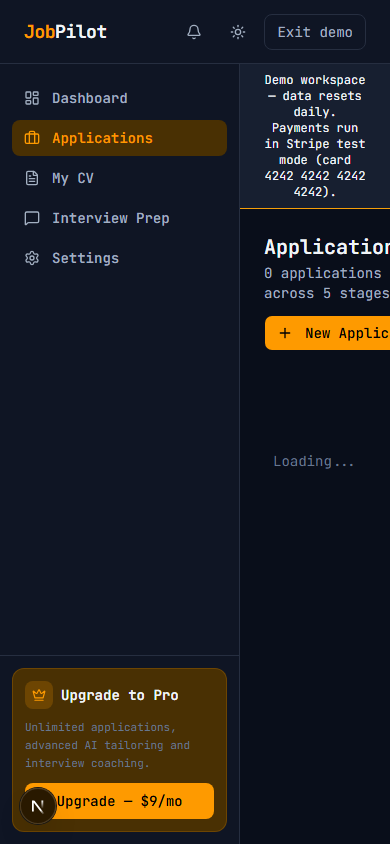 JobPilot
Exit demo
Dashboard
Applications
My CV
Interview Prep
Settings
Demo workspace
— data resets
daily.
Payments run
in Stripe test
mode (card
4242 4242 4242
4242).
Application
0 applications
across 5 stages
+ New Applic
Loading...
Upgrade to Pro
Unlimited applications,
advanced AI tailoring and
interview coaching.
N
Upgrade — $9/mo